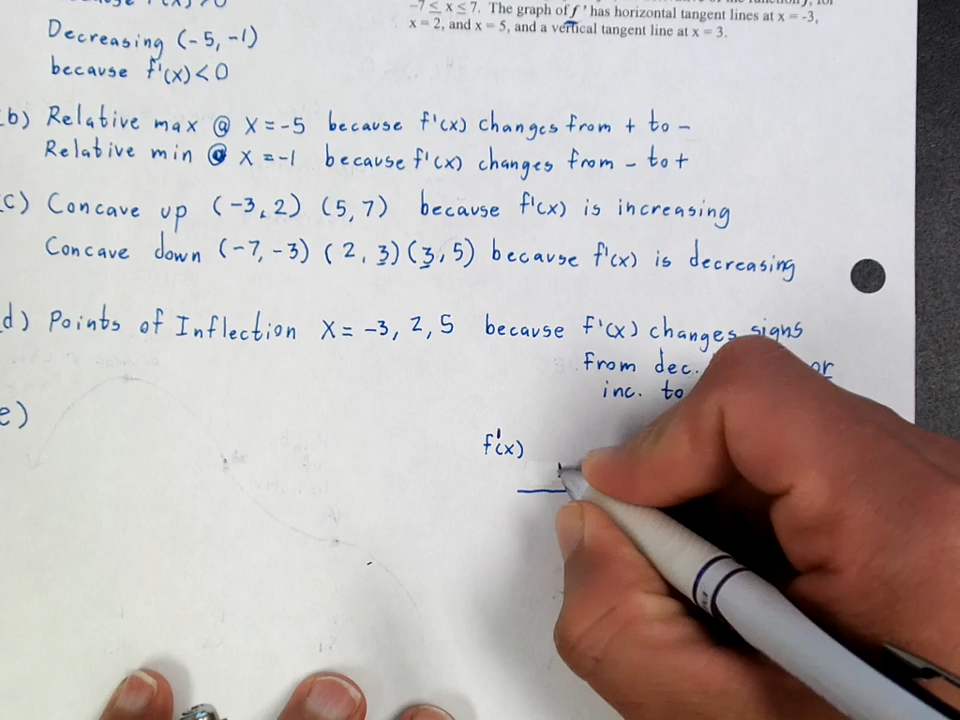 -7 ≤ x ≤ 7. The graph of f ' has horizontal tangent lines at x = -3,
x = 2, and x = 5, and a vertical tangent line at x = 3.
Decreasing (-5, -1)
because f'(x) < 0
b) Relative max @ x = -5 because f'(x) changes from + to -
Relative min @ x = -1 because f'(x) changes from - to +
c) Concave up (-3, 2) (5, 7) because f'(x) is increasing
Concave down (-7, -3) (2, 3) (3, 5) because f'(x) is decreasing
d) Points of Inflection x = -3, 2, 5 because f'(x) changes signs
from dec. or
inc. to
e)
f'(x)